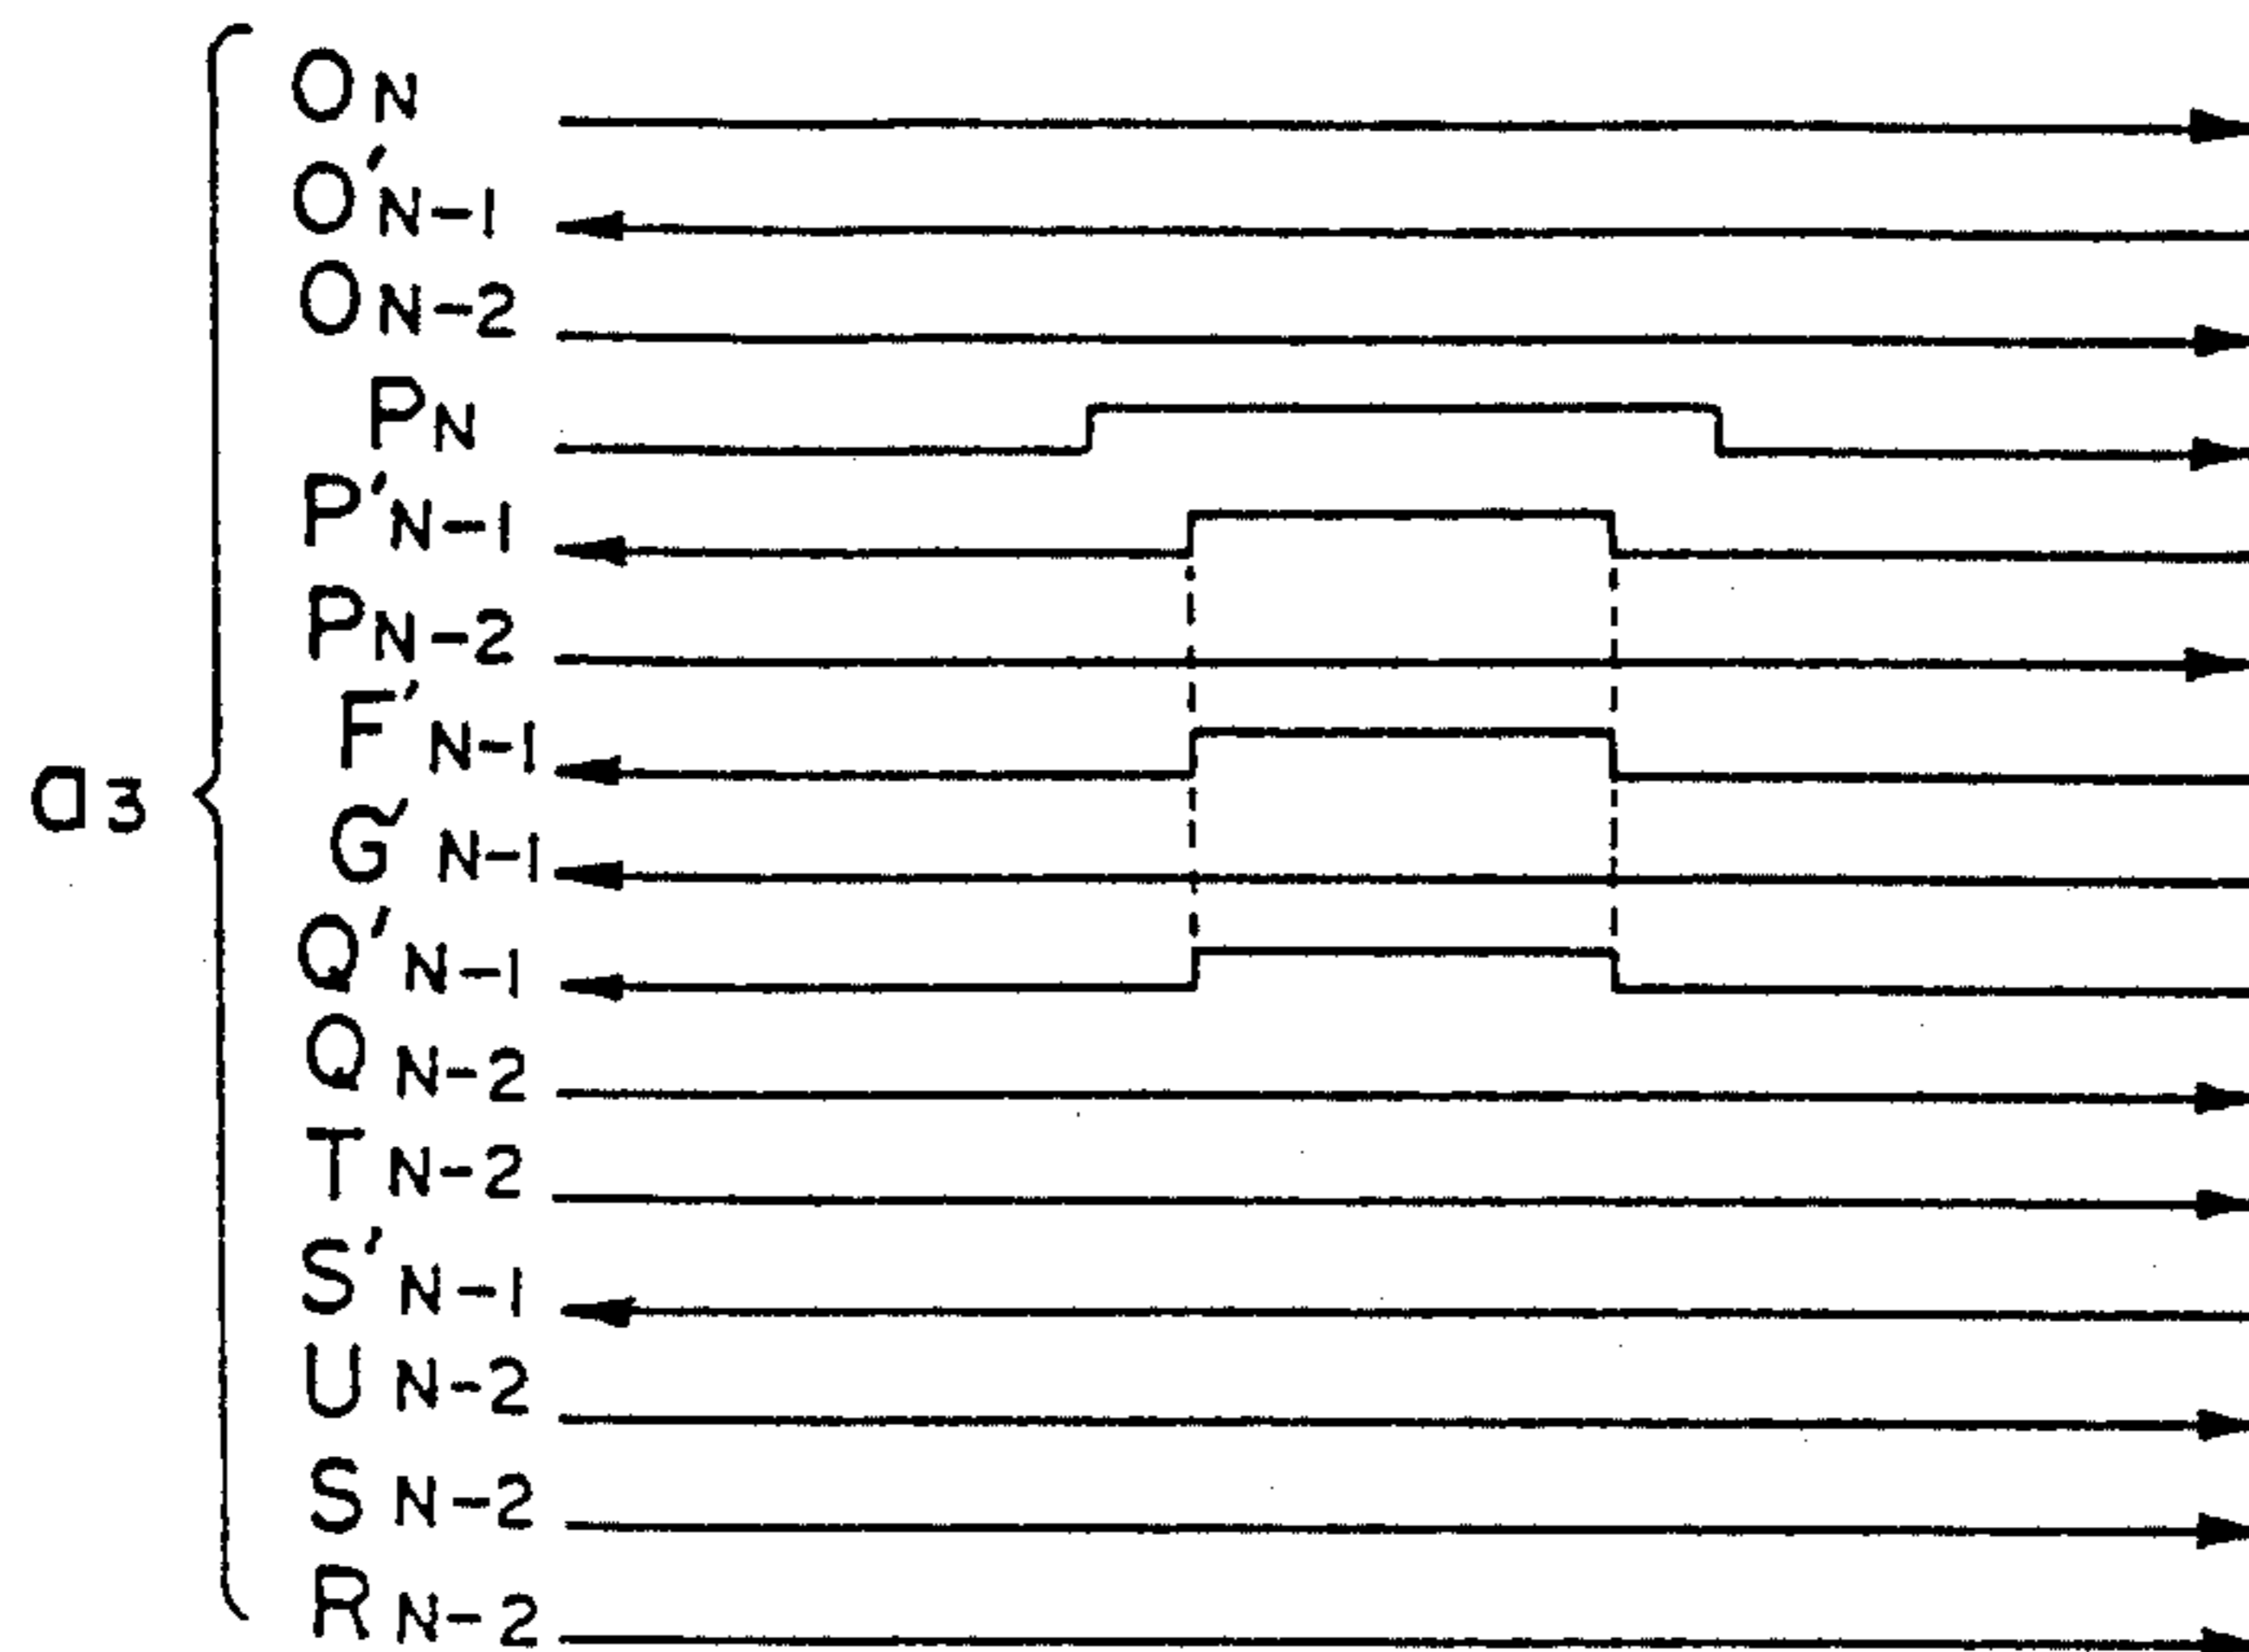 ON
O'N-1
ON-2
PN
P'N-1
PN-2
F'N-1
a3
G'N-1
Q'N-1
QN-2
TN-2
S'N-1
UN-2
SN-2
RN-2